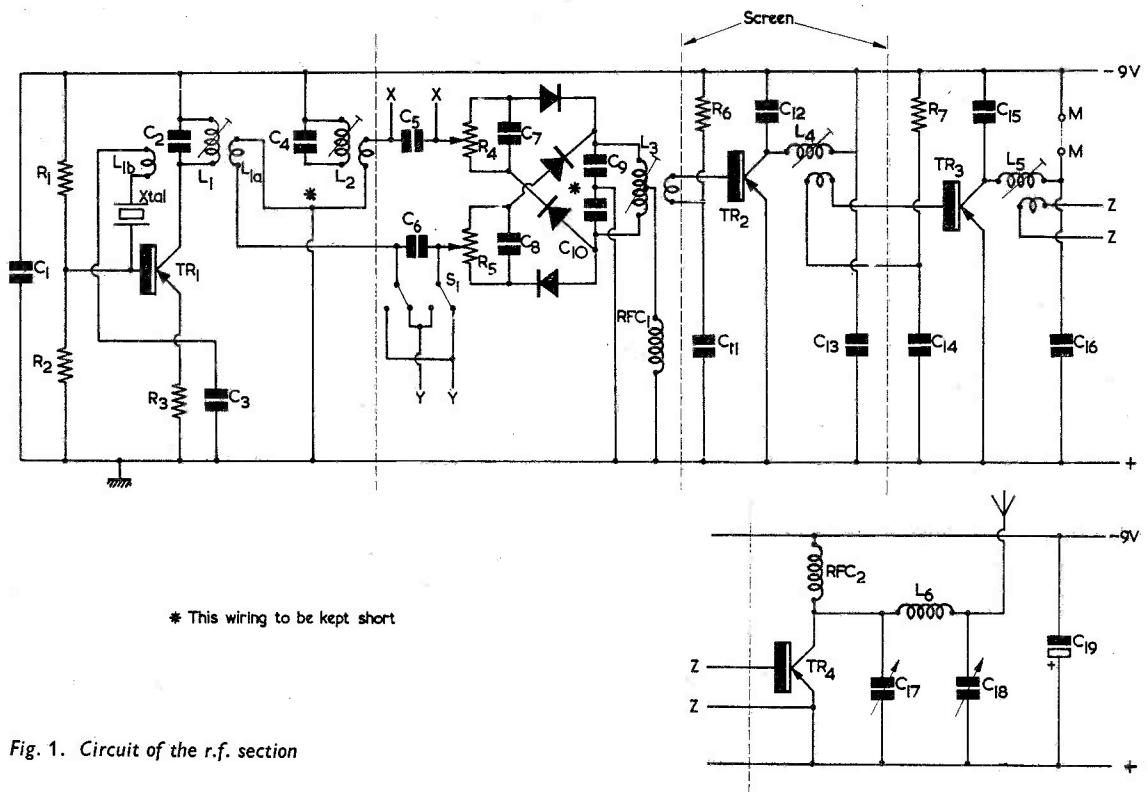 Screen
-9V
R1
R2
C1
L1b
Xtal
C2
L1
L1a
TR1
R3
C3
C4
L2
*
X X
C5
R4
C7
C6
R5
C8
S1
Y Y
C9
*
C10
L3
RFC1
R6
C11
TR2
C12
L4
C13
R7
C14
TR3
C15
L5
M
M
Z
Z
C16
+
-9V
RFC2
L6
C19
+
Z
TR4
Z
C17
C18
+
* This wiring to be kept short
Fig. 1. Circuit of the r.f. section